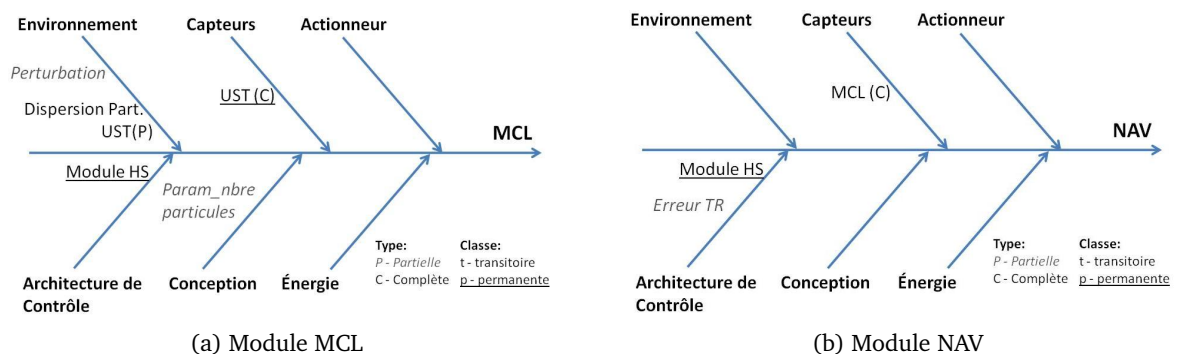 Environnement
Capteurs
Actionneur
Perturbation
UST (C)
Dispersion Part.
UST(P)
MCL
Module HS
Param_nbre
particules
Type:
Classe:
P - Partielle
t - transitoire
C - Complète
p - permanente
Architecture de
Contrôle
Conception
Énergie
(a) Module MCL
Environnement
Capteurs
Actionneur
MCL (C)
NAV
Module HS
Erreur TR
Type:
Classe:
P - Partielle
t - transitoire
C - Complète
p - permanente
Architecture de
Contrôle
Conception
Énergie
(b) Module NAV